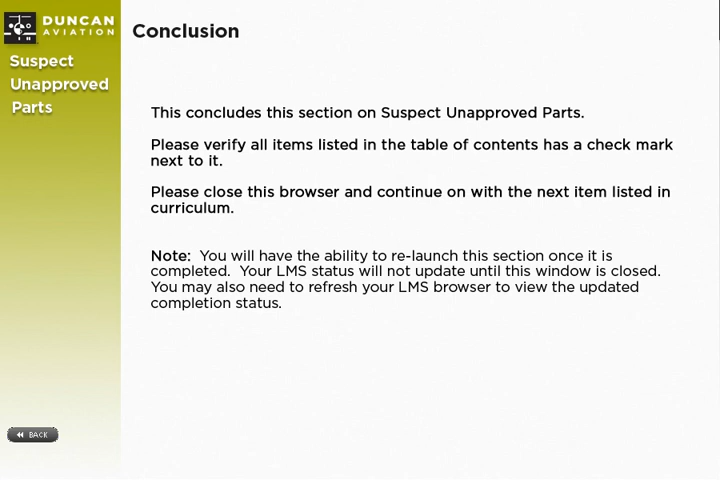 DUNCAN
AVIATION
Suspect
Unapproved
Parts
Conclusion
This concludes this section on Suspect Unapproved Parts.
Please verify all items listed in the table of contents has a check mark
next to it.
Please close this browser and continue on with the next item listed in
curriculum.
Note:  You will have the ability to re-launch this section once it is
completed.  Your LMS status will not update until this window is closed.
You may also need to refresh your LMS browser to view the updated
completion status.
BACK